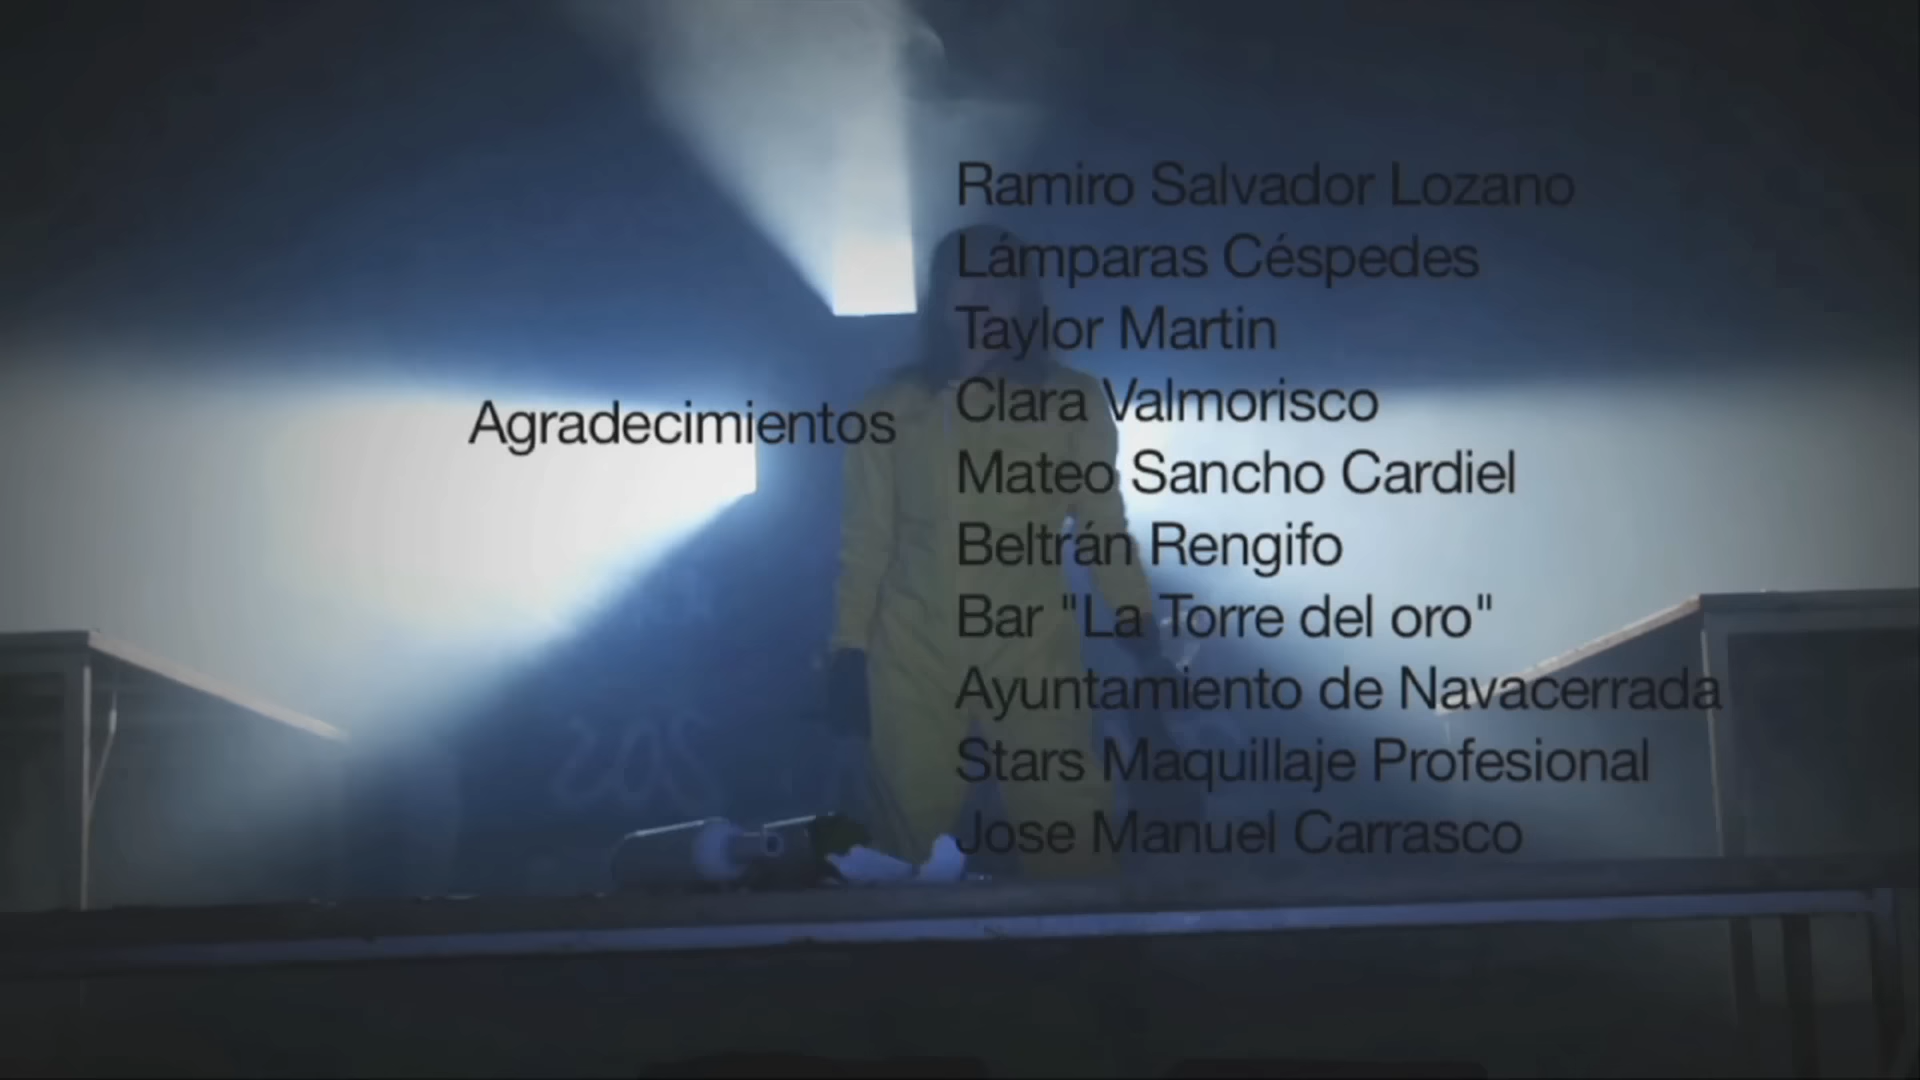 Agradecimientos
Ramiro Salvador Lozano
Lámparas Céspedes
Taylor Martin
Clara Valmorisco
Mateo Sancho Cardiel
Beltrán Rengifo
Bar "La Torre del oro"
Ayuntamiento de Navacerrada
Stars Maquillaje Profesional
Jose Manuel Carrasco